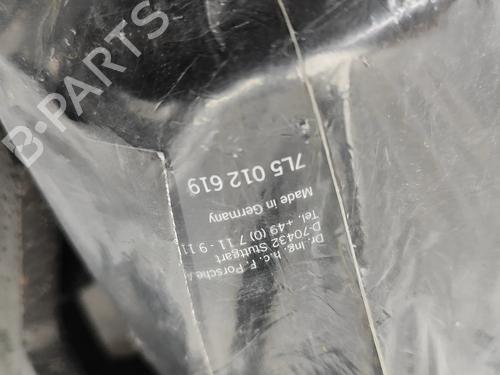 Dr. Ing. h.c. F. Porsche
D-70432 Stuttgart
Tel. +49 (0) 7 11 - 9 11
Made in Germany
7L5 012 619
B-PARTS